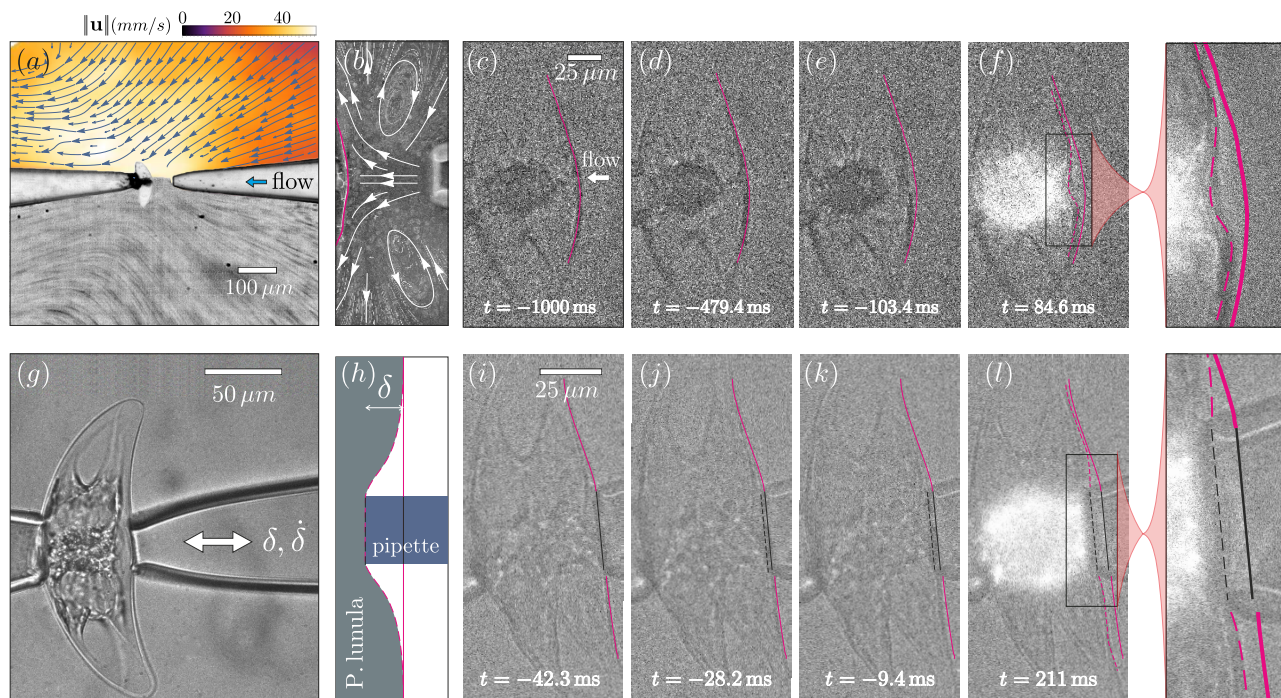 ‖u‖(mm/s)
0 20 40
(a)
flow
100 μm
(b)
(c)
25 μm
flow
t = −1000 ms
(d)
t = −479.4 ms
(e)
t = −103.4 ms
(f)
t = 84.6 ms
(g)
50 μm
δ, δ̇
(h)
δ
pipette
P. lunula
(i)
25 μm
t = −42.3 ms
(j)
t = −28.2 ms
(k)
t = −9.4 ms
(l)
t = 211 ms